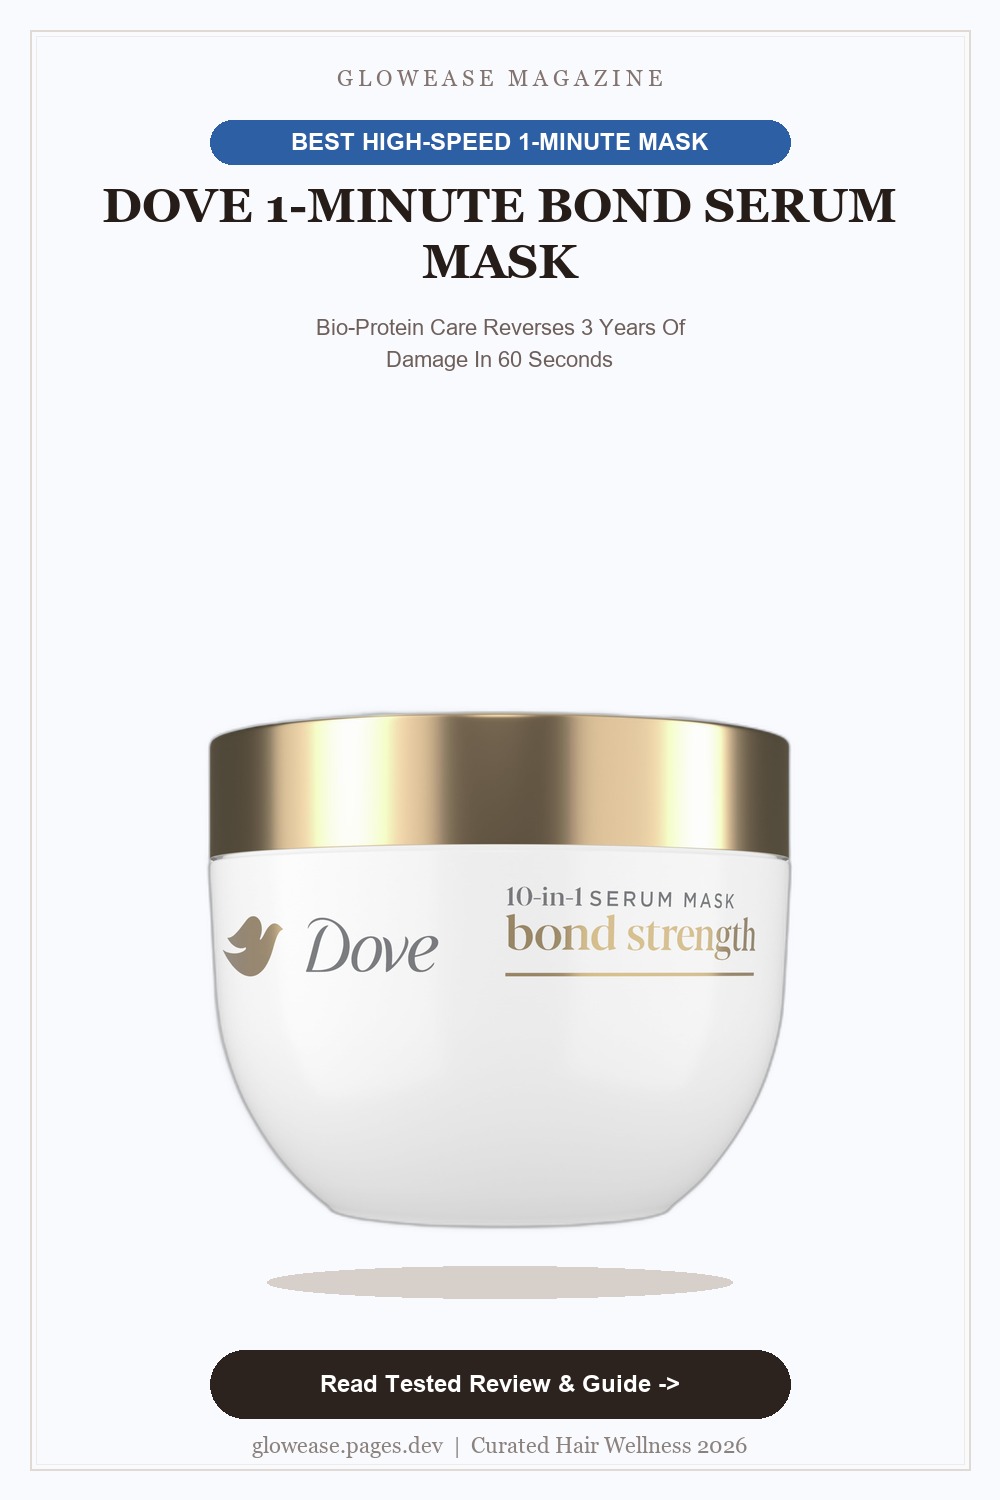 GLOWEASE MAGAZINE
BEST HIGH-SPEED 1-MINUTE MASK
DOVE 1-MINUTE BOND SERUM
MASK
Bio-Protein Care Reverses 3 Years Of
Damage In 60 Seconds
10-in-1 SERUM MASK
bond strength
Dove
Read Tested Review & Guide ->
glowease.pages.dev | Curated Hair Wellness 2026